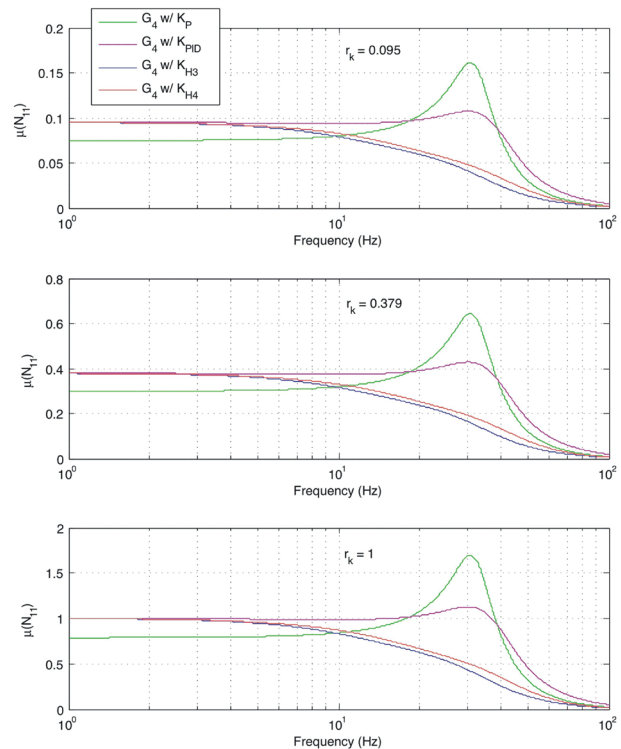 G4 w/ KP
G4 w/ KPID
G4 w/ KH3
G4 w/ KH4
rk = 0.095
0.2
0.15
0.1
0.05
0
μ(N11)
10^0 10^1 10^2
Frequency (Hz)
rk = 0.379
0.8
0.6
0.4
0.2
0
μ(N11)
10^0 10^1 10^2
Frequency (Hz)
rk = 1
2
1.5
1
0.5
0
μ(N11)
10^0 10^1 10^2
Frequency (Hz)